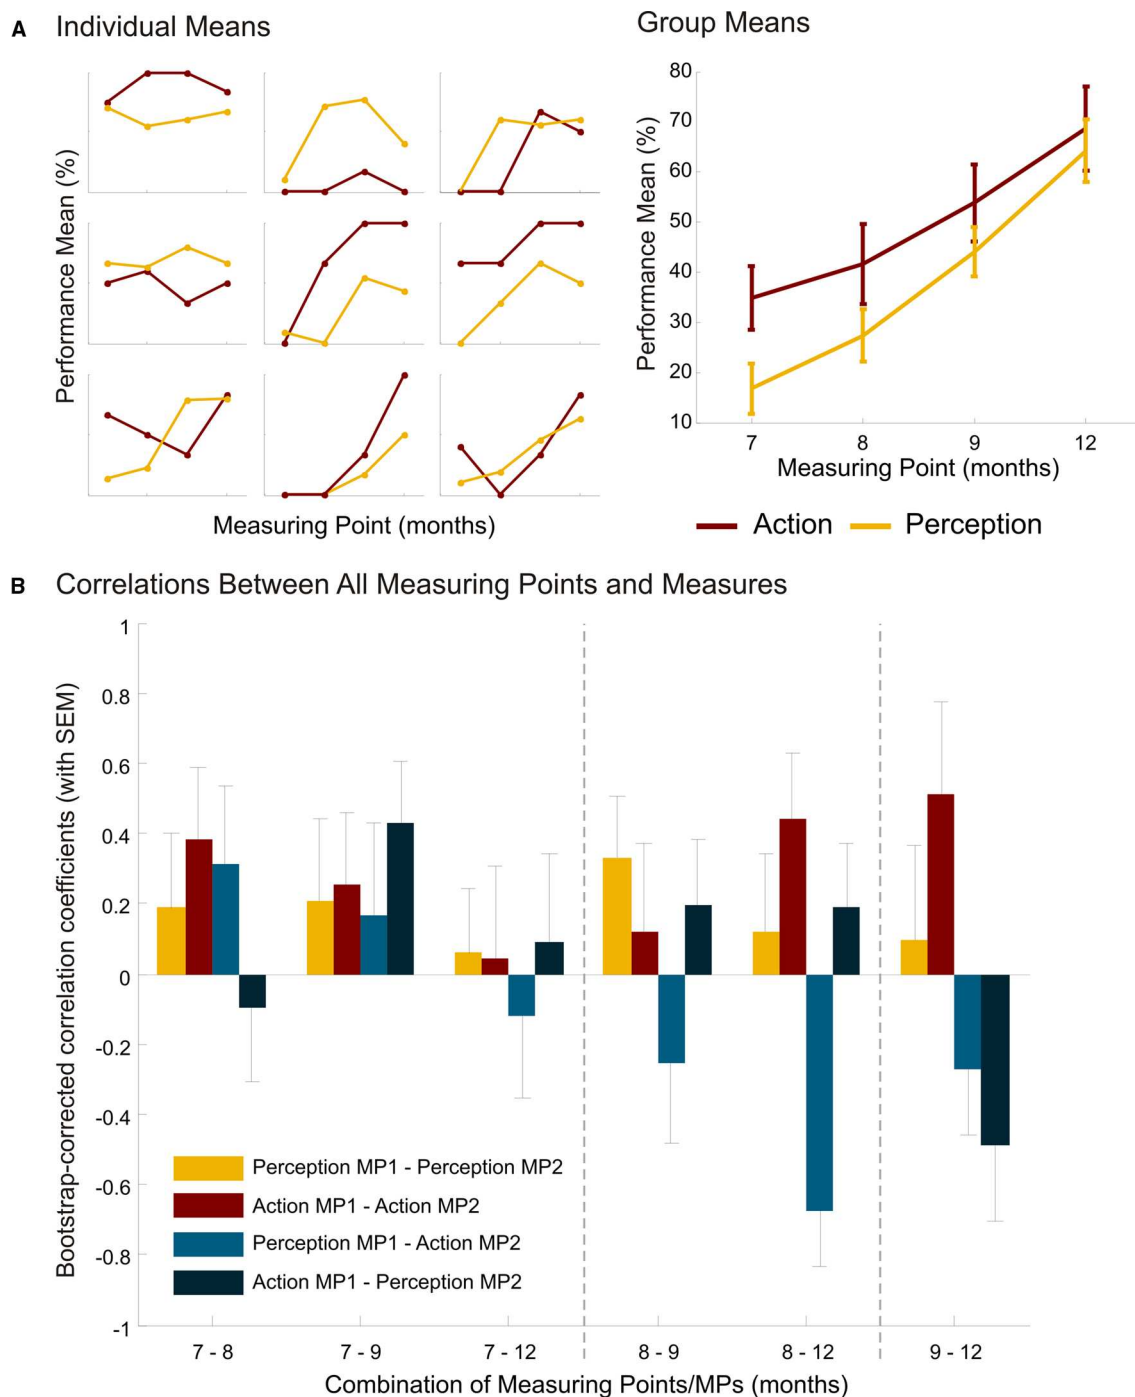 A Individual Means
Performance Mean (%)
Measuring Point (months)
Group Means
Performance Mean (%)
80
70
60
50
40
30
20
10
7 8 9 12
Measuring Point (months)
Action Perception
B Correlations Between All Measuring Points and Measures
Bootstrap-corrected correlation coefficients (with SEM)
1
0.8
0.6
0.4
0.2
0
-0.2
-0.4
-0.6
-0.8
-1
Perception MP1 - Perception MP2
Action MP1 - Action MP2
Perception MP1 - Action MP2
Action MP1 - Perception MP2
7 - 8 7 - 9 7 - 12 8 - 9 8 - 12 9 - 12
Combination of Measuring Points/MPs (months)